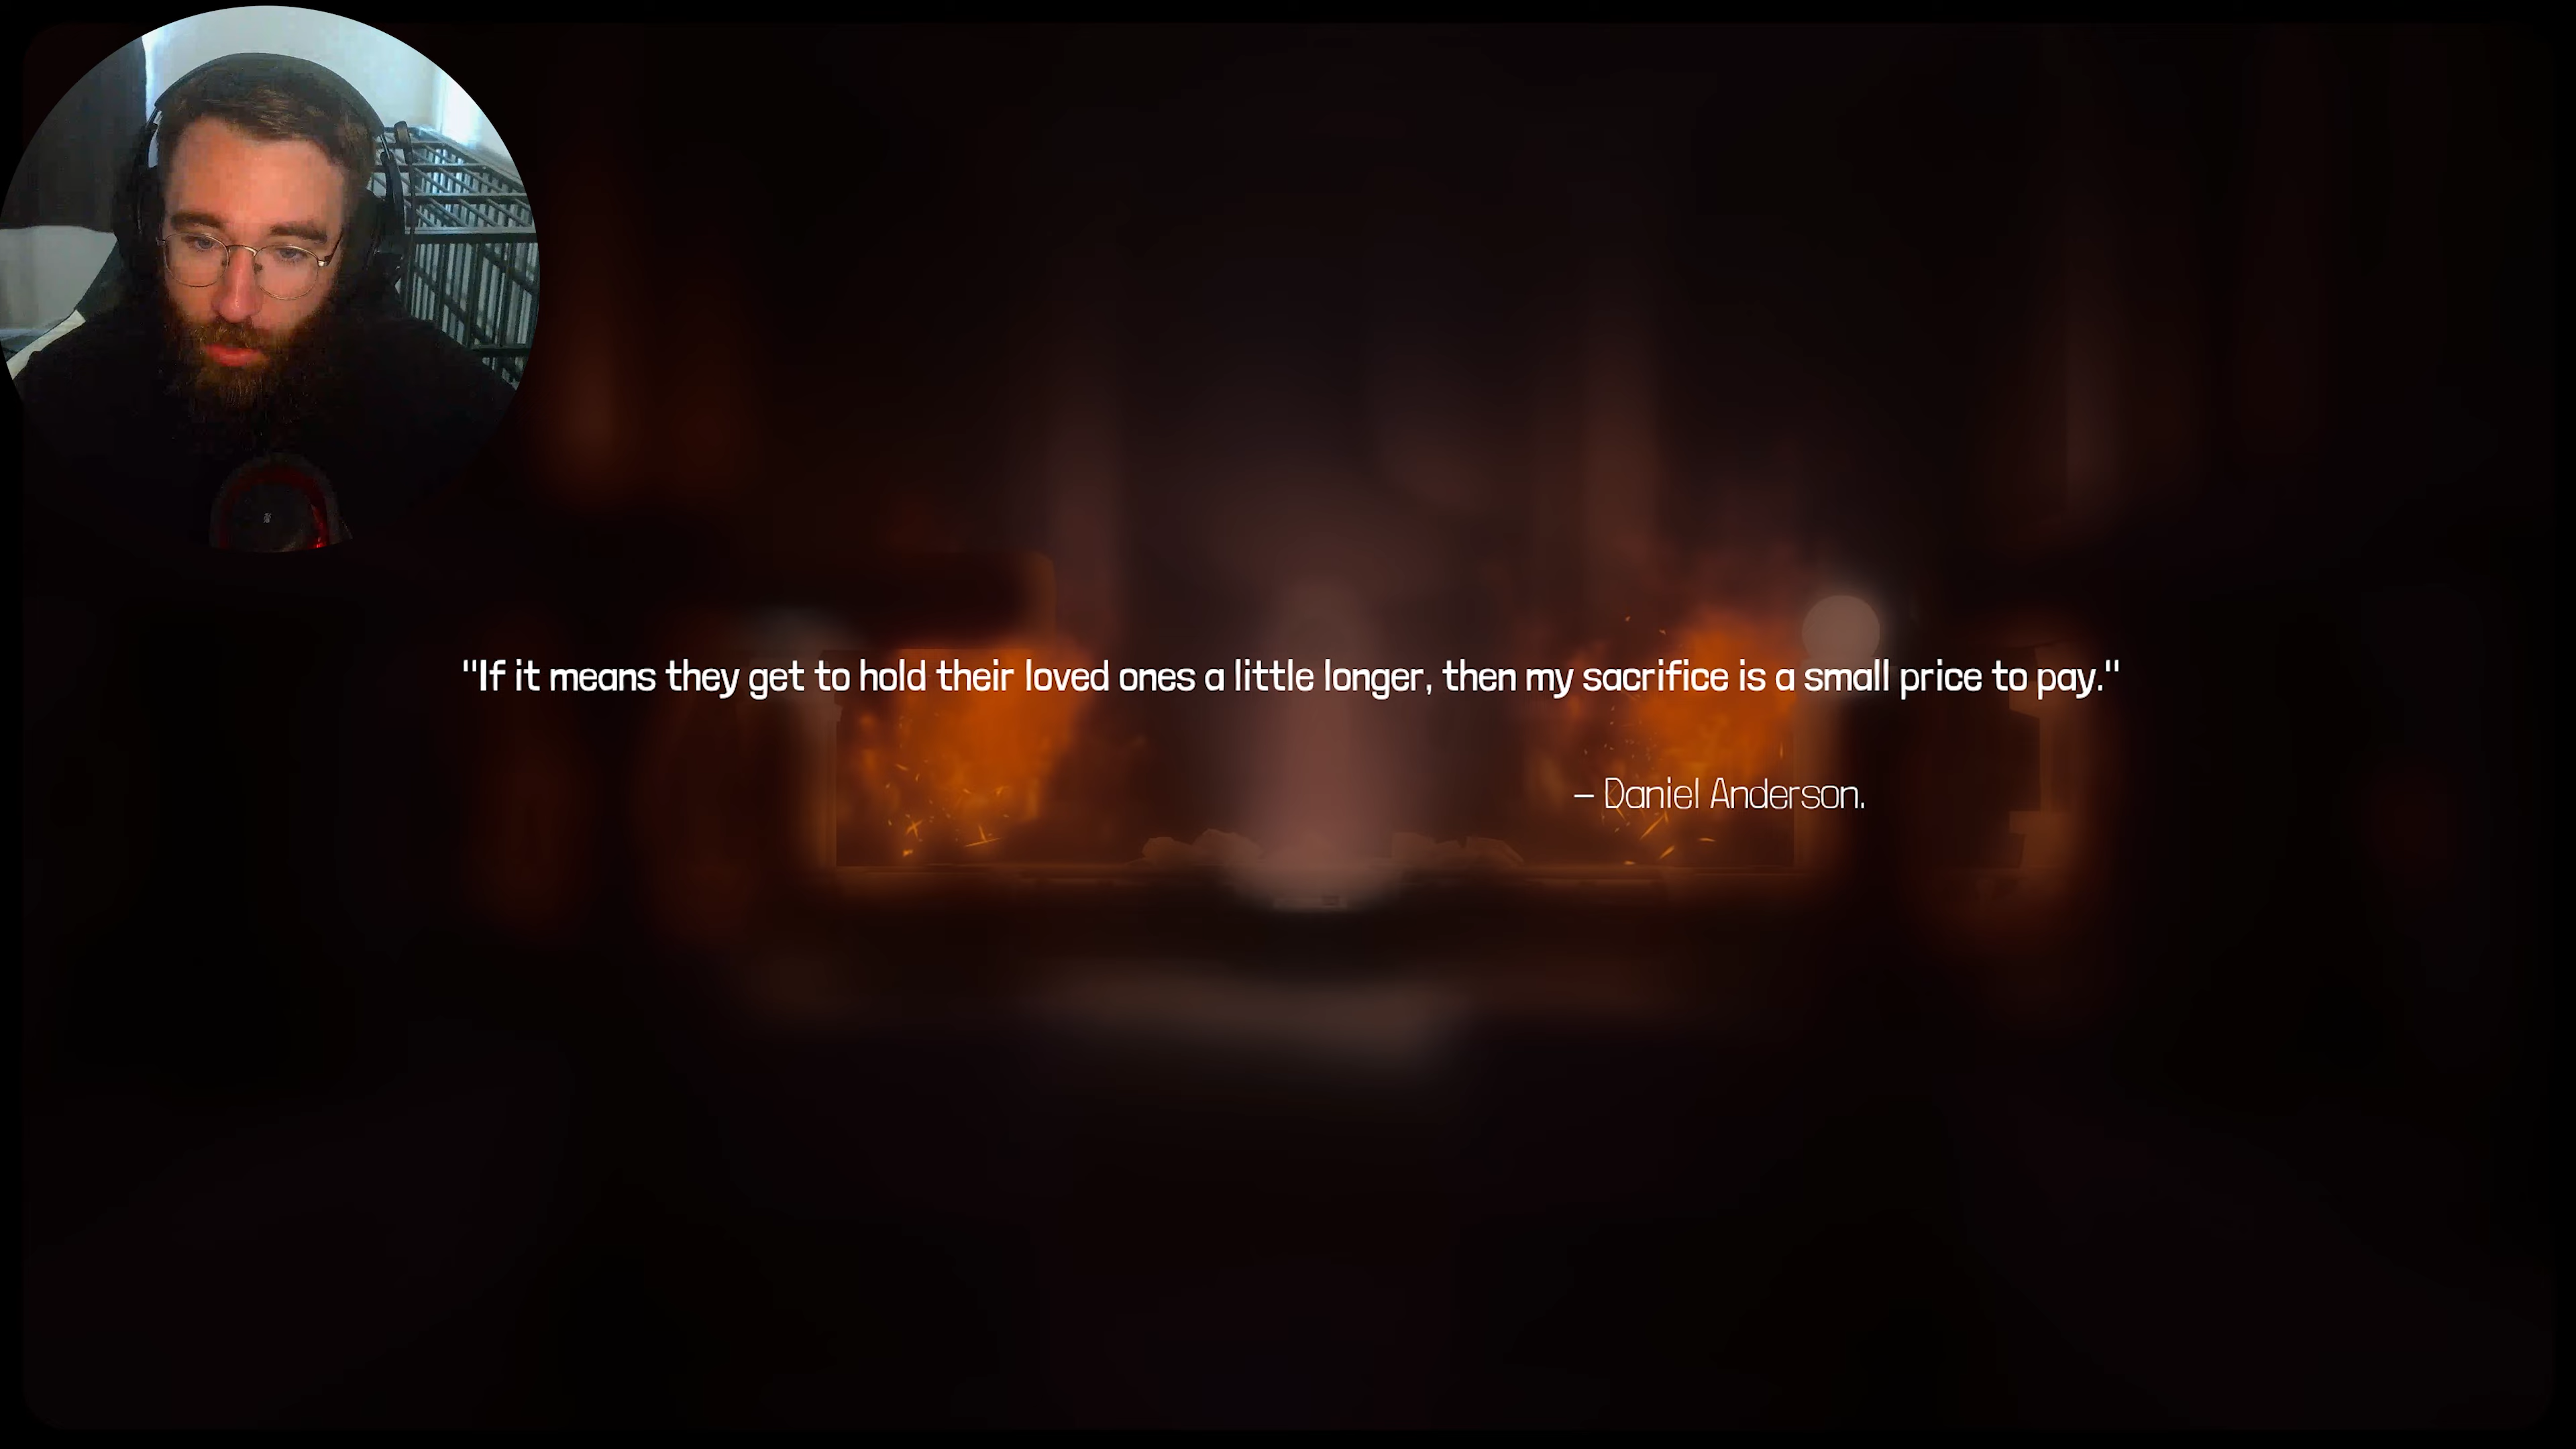 "If it means they get to hold their loved ones a little longer, then my sacrifice is a small price to pay."
– Daniel Anderson.